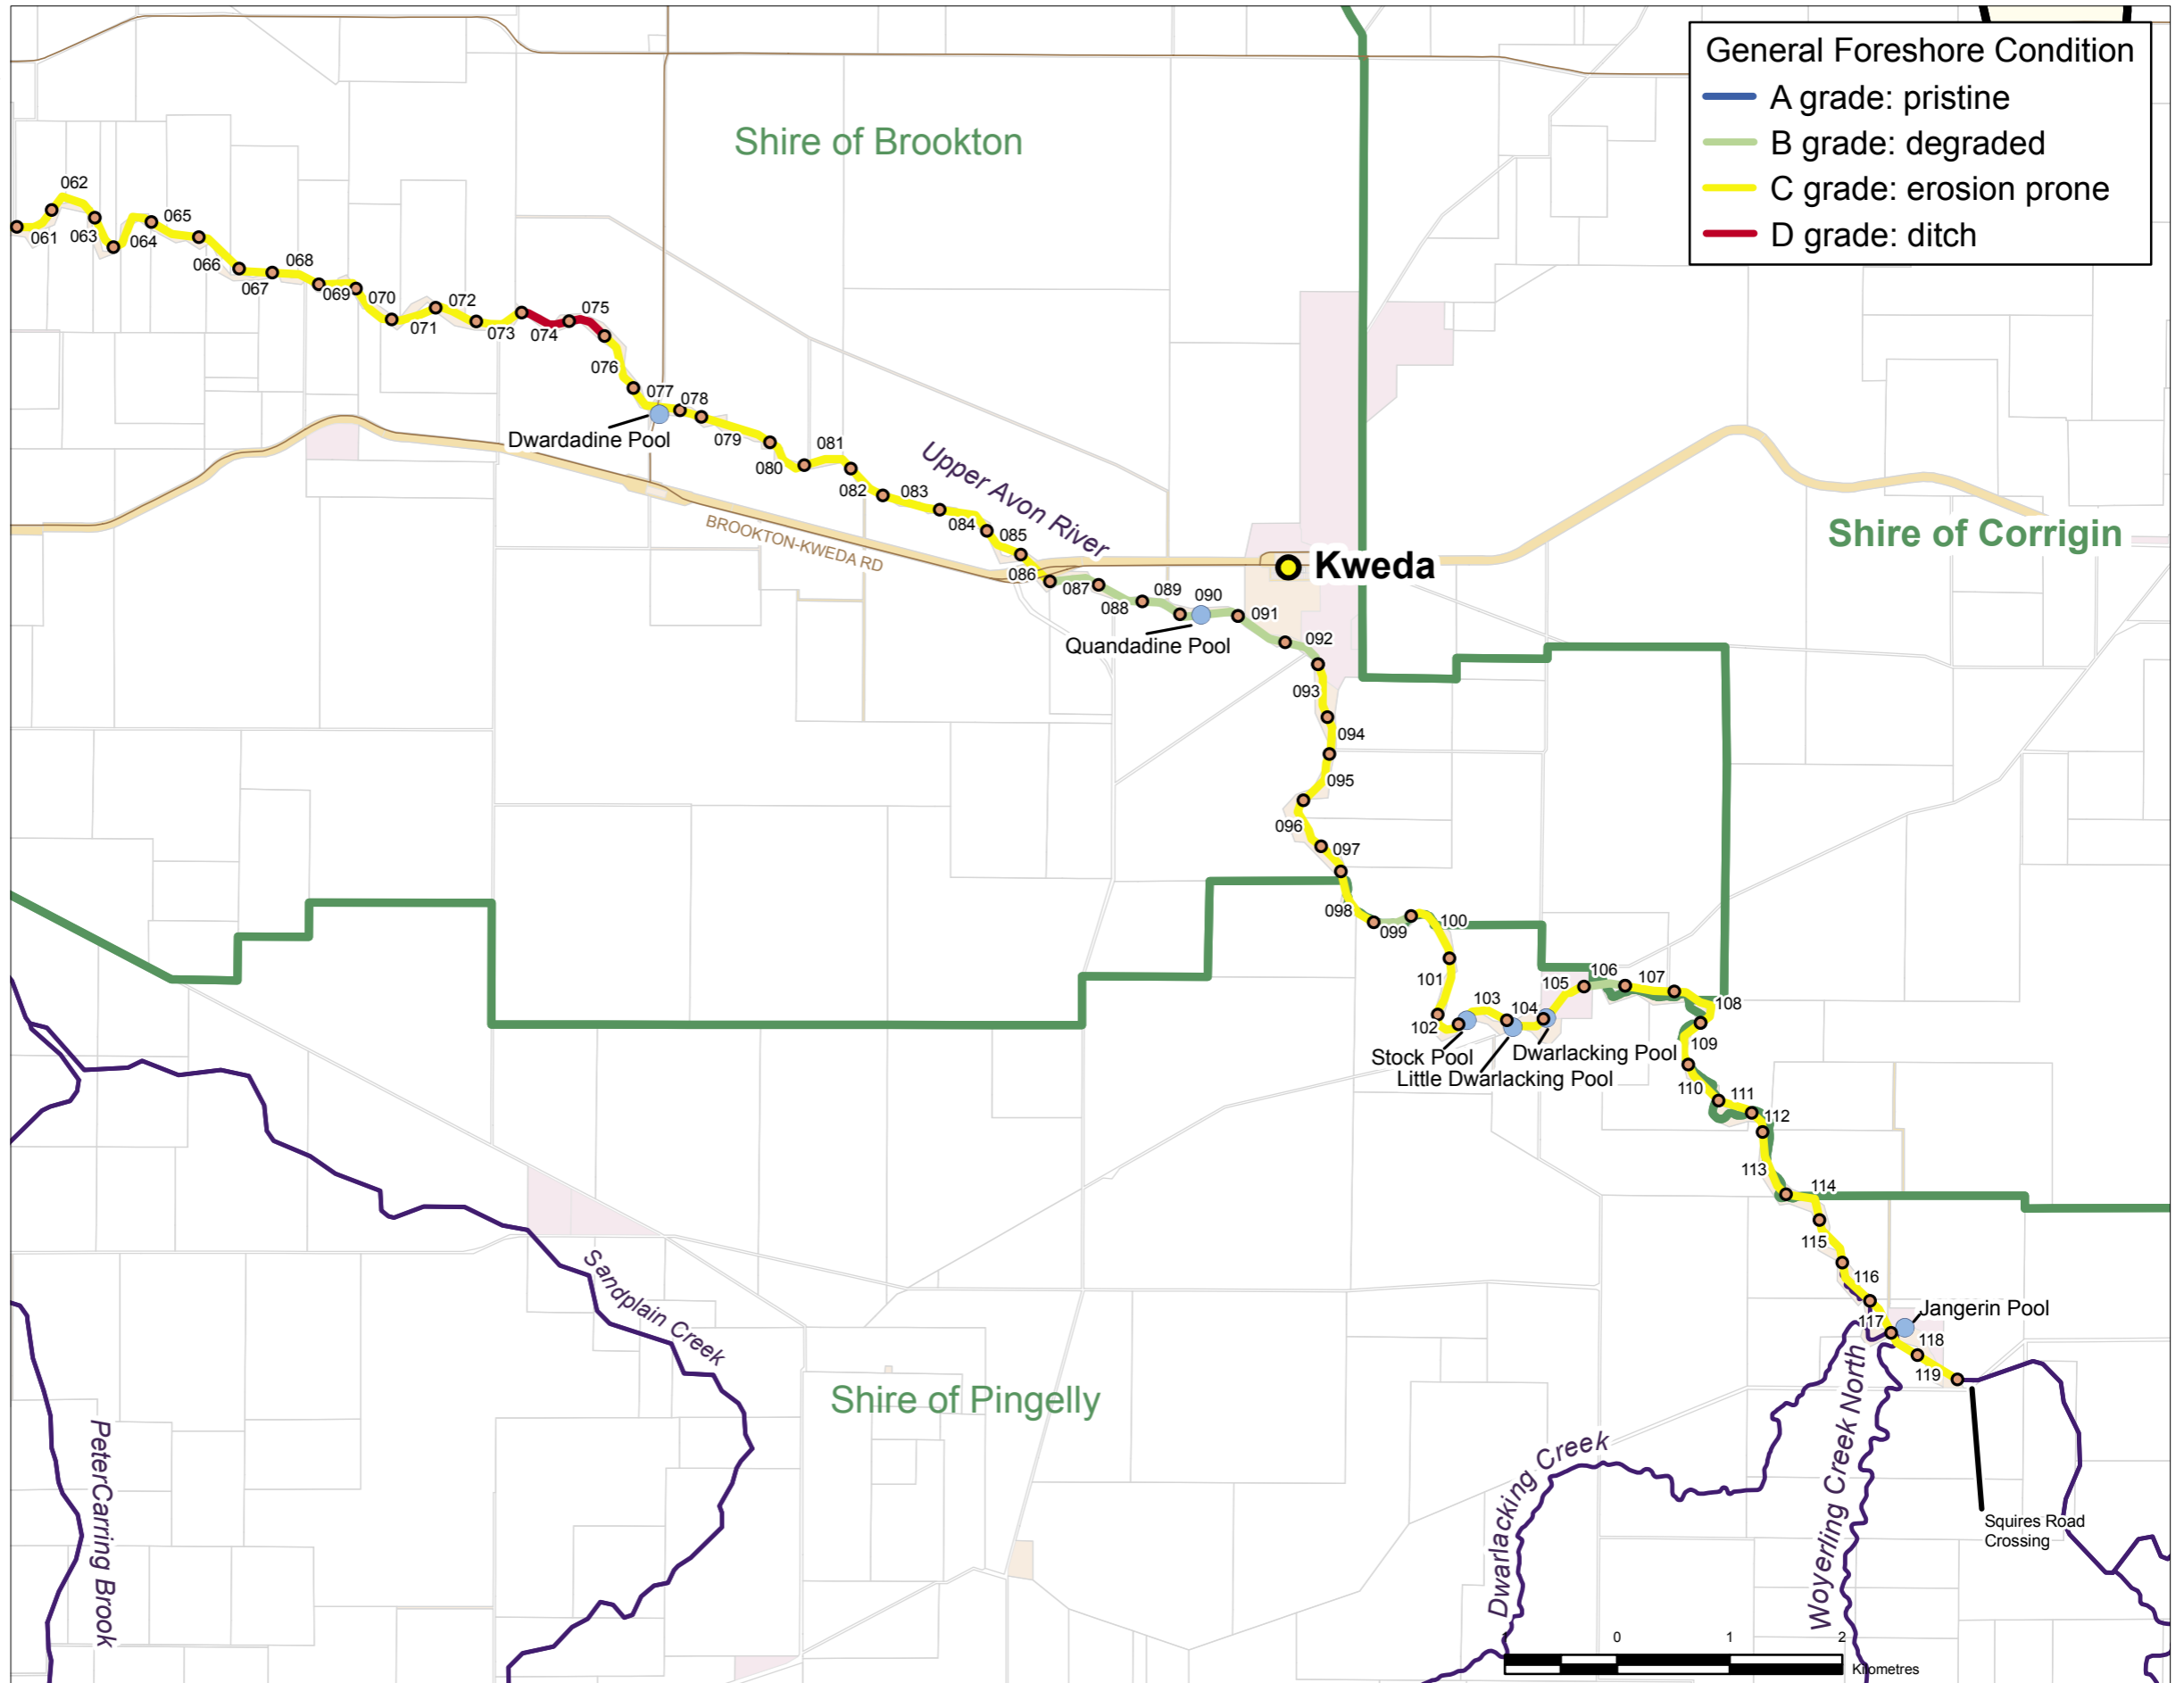 General Foreshore Condition
A grade: pristine
B grade: degraded
C grade: erosion prone
D grade: ditch
Shire of Brookton
062
061
063
064
065
066
067
068
069
070
071
072
073
074
075
076
077
078
Dwardadine Pool
079
080
081
082
083
084
085
086
Upper Avon River
BROOKTON-KWEDA RD
Shire of Corrigin
Kweda
087
088
089
090
091
092
Quandadine Pool
093
094
095
096
097
098
099
100
101
102
103
104
105
106
107
108
Stock Pool
Dwarlacking Pool
Little Dwarlacking Pool
109
110
111
112
113
114
115
116
117
Jangerin Pool
118
119
Sandplain Creek
Shire of Pingelly
PeterCarring Brook
Dwarlacking Creek
Woyerling Creek North
Squires Road
Crossing
1 0 1 2
Kilometres